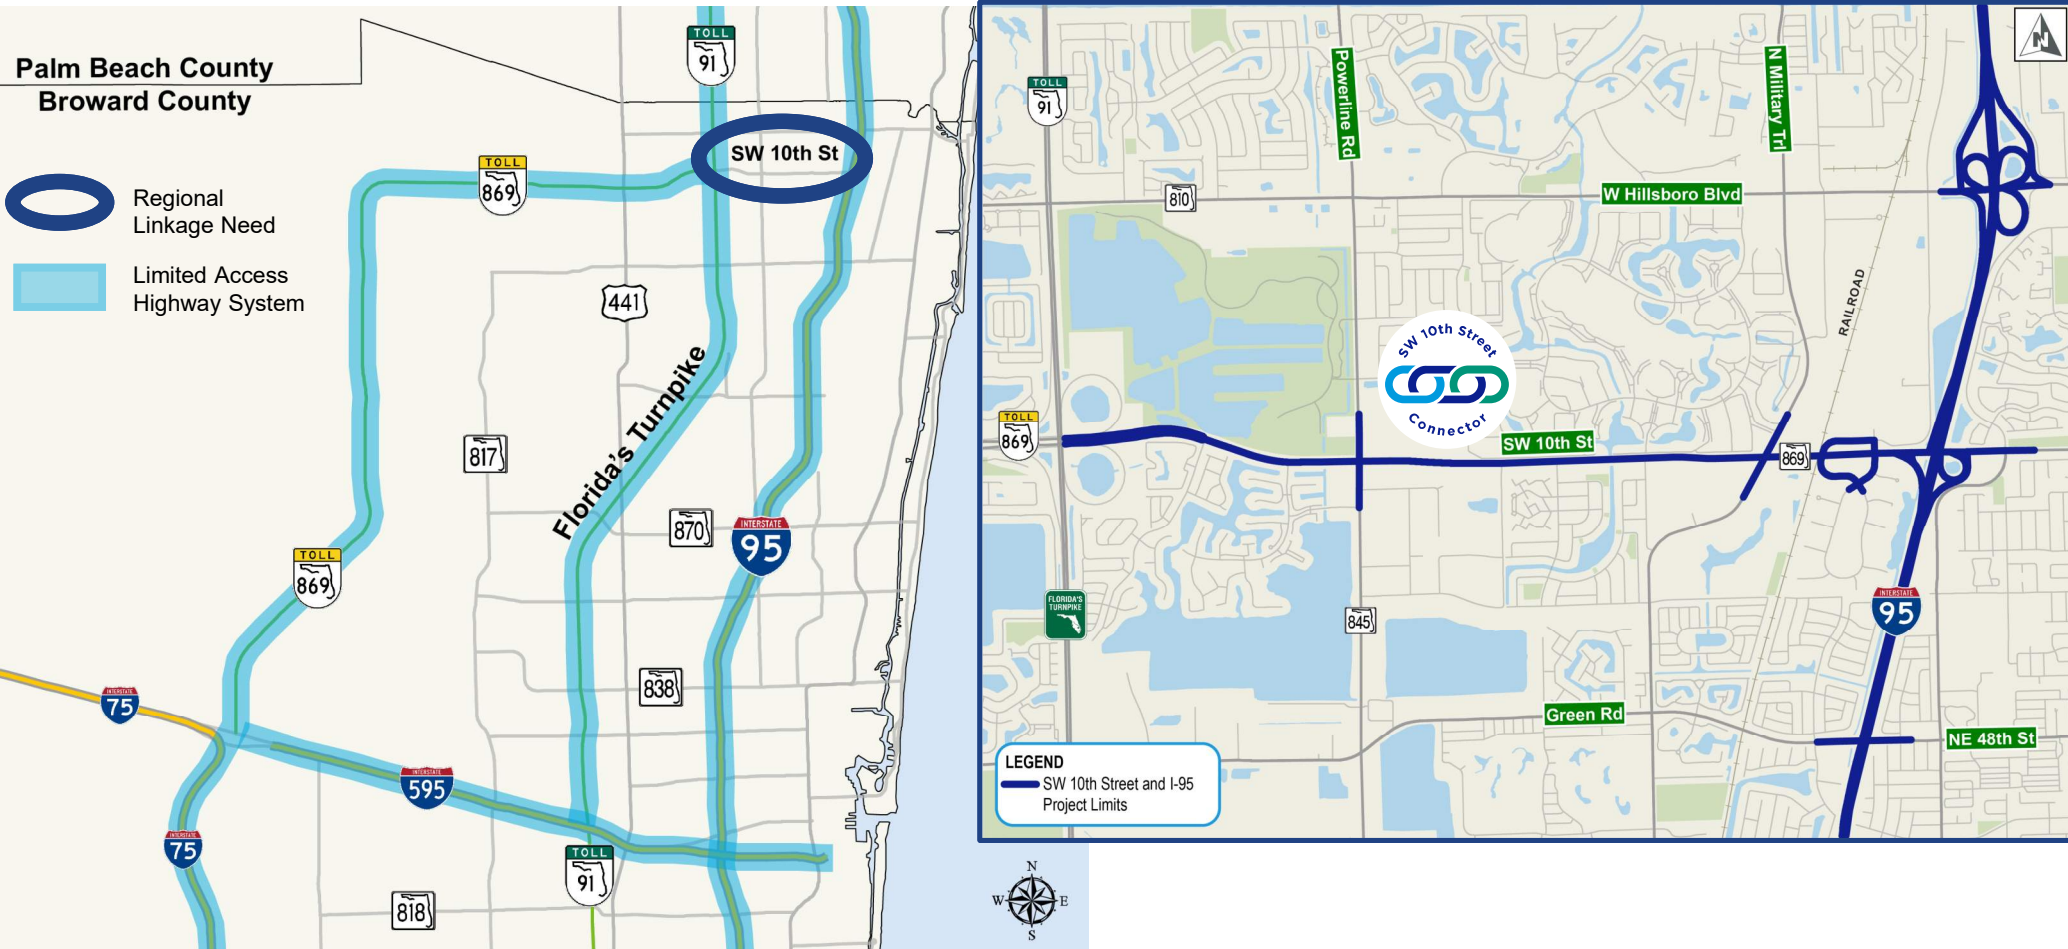 Palm Beach County
Broward County
Regional
Linkage Need
Limited Access
Highway System
TOLL
91
SW 10th St
TOLL
869
441
Florida's Turnpike
817
870
INTERSTATE
95
TOLL
869
838
INTERSTATE
75
INTERSTATE
595
INTERSTATE
75
TOLL
91
818
N
W
E
S
TOLL
91
Powerline Rd
N Military Trl
N
810
W Hillsboro Blvd
RAILROAD
SW 10th Street
Connector
TOLL
869
SW 10th St
869
FLORIDA'S
TURNPIKE
845
INTERSTATE
95
Green Rd
NE 48th St
LEGEND
SW 10th Street and I-95
Project Limits